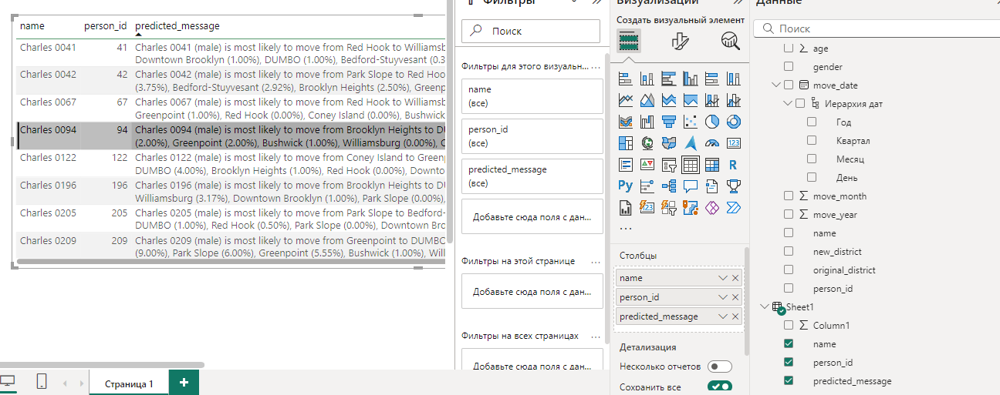 Фильтры
Визуализации
Данные
name person_id predicted_message
Charles 0041 41 Charles 0041 (male) is most likely to move from Red Hook to Williamsb
Downtown Brooklyn (1.00%), DUMBO (1.00%), Bedford-Stuyvesant (0.3
Charles 0042 42 Charles 0042 (male) is most likely to move from Park Slope to Red Hoo
(3.75%), Bedford-Stuyvesant (2.92%), Brooklyn Heights (2.50%), Greenp
Charles 0067 67 Charles 0067 (male) is most likely to move from Red Hook to Williamsb
Greenpoint (1.00%), Red Hook (0.00%), Coney Island (0.00%), Bushwick
Charles 0094 94 Charles 0094 (male) is most likely to move from Brooklyn Heights to DU
(2.00%), Greenpoint (2.00%), Bushwick (1.00%), Williamsburg (0.00%), C
Charles 0122 122 Charles 0122 (male) is most likely to move from Coney Island to Greenp
DUMBO (4.00%), Brooklyn Heights (1.00%), Red Hook (0.00%), Downto
Charles 0196 196 Charles 0196 (male) is most likely to move from Brooklyn Heights to DU
Williamsburg (3.17%), Downtown Brooklyn (1.00%), Park Slope (0.00%)
Charles 0205 205 Charles 0205 (male) is most likely to move from Park Slope to Bedford-
DUMBO (1.00%), Red Hook (0.50%), Park Slope (0.00%), Downtown Bro
Charles 0209 209 Charles 0209 (male) is most likely to move from Greenpoint to DUMBO
(9.00%), Park Slope (6.00%), Greenpoint (5.55%), Bushwick (1.00%), Will
Страница 1
+
Поиск
Фильтры для этого визуальн...
name
(все)
person_id
(все)
predicted_message
(все)
Добавьте сюда поля с дан...
Фильтры на этой странице ...
Добавьте сюда поля с дан...
Фильтры на всех страницах ...
Добавьте сюда поля с дан...
Создать визуальный элемент
123
R
Py
123
...
Столбцы
name
person_id
predicted_message
Детализация
Несколько отчетов
Сохранить все
Поиск
age
gender
move_date
Иерархия дат
Год
Квартал
Месяц
День
move_month
move_year
name
new_district
original_district
person_id
Sheet1
Column1
name
person_id
predicted_message